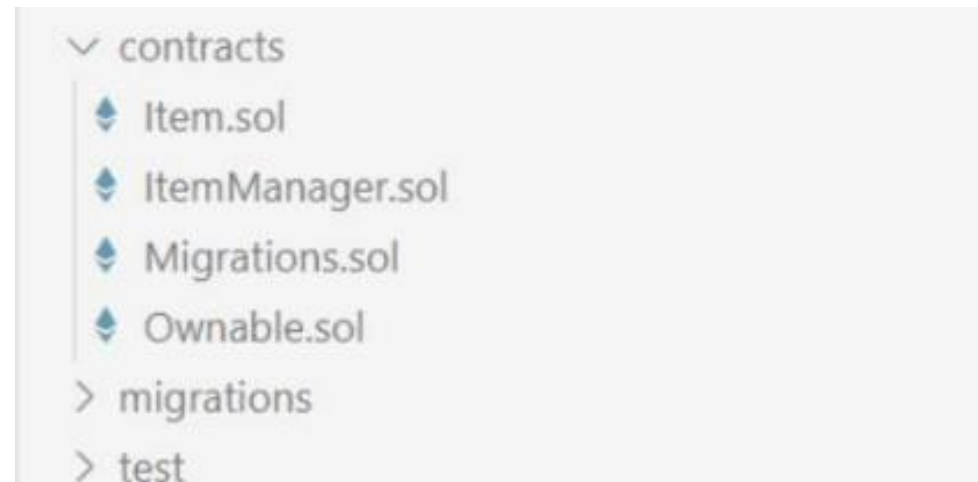 contracts
Item.sol
ItemManager.sol
Migrations.sol
Ownable.sol
migrations
test